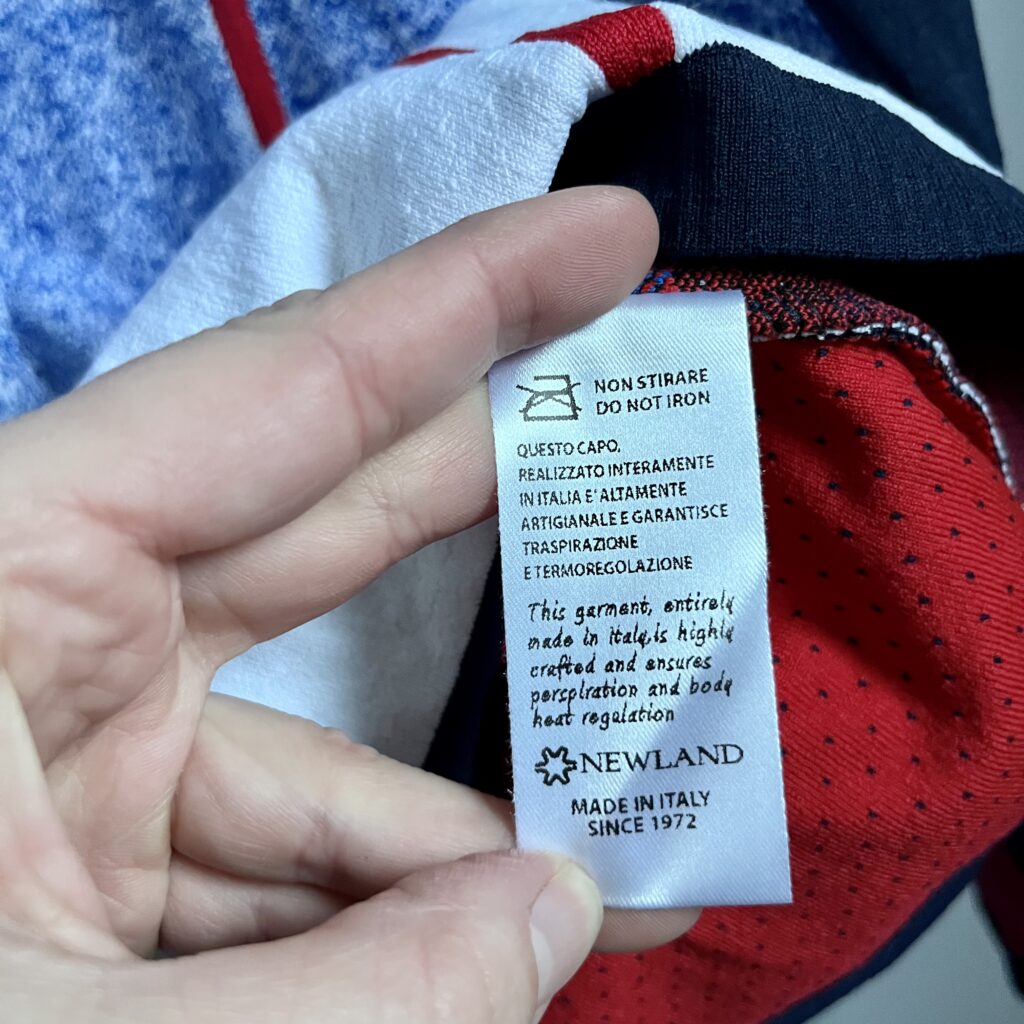 NON STIRARE
DO NOT IRON
QUESTO CAPO,
REALIZZATO INTERAMENTE
IN ITALIA E' ALTAMENTE
ARTIGIANALE E GARANTISCE
TRASPIRAZIONE
E TERMOREGOLAZIONE
This garment, entirely
made in italy,is highly
crafted and ensures
perspiration and body
heat regulation
NEWLAND
MADE IN ITALY
SINCE 1972